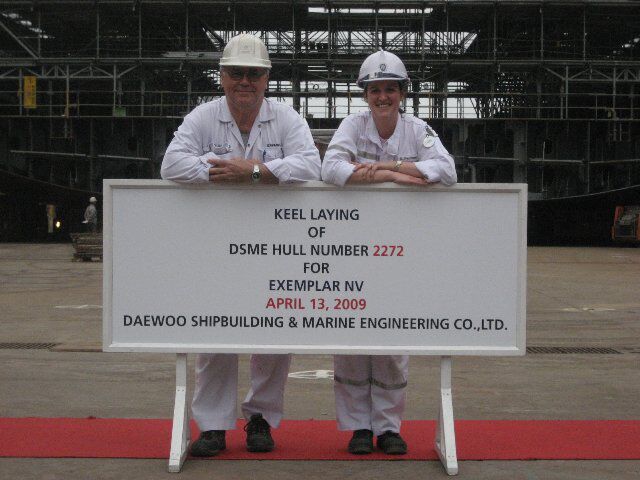 KEEL LAYING
OF
DSME HULL NUMBER 2272
FOR
EXEMPLAR NV
APRIL 13, 2009
DAEWOO SHIPBUILDING & MARINE ENGINEERING CO.,LTD.